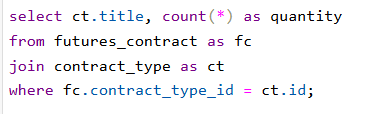 select ct.title, count(*) as quantity
from futures_contract as fc
join contract_type as ct
where fc.contract_type_id = ct.id;